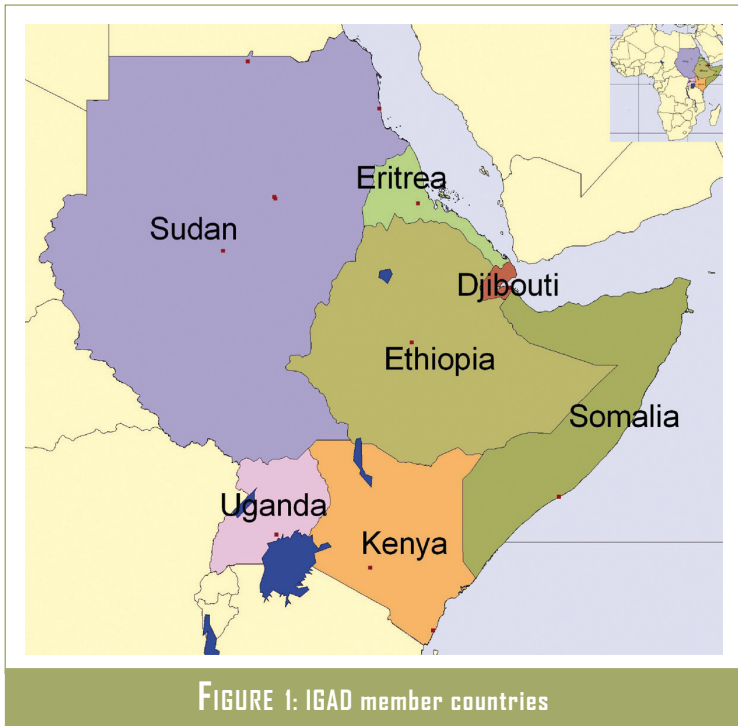 Eritrea
Sudan
Djibouti
Ethiopia
Somalia
Uganda
Kenya
FIGURE 1: IGAD member countries